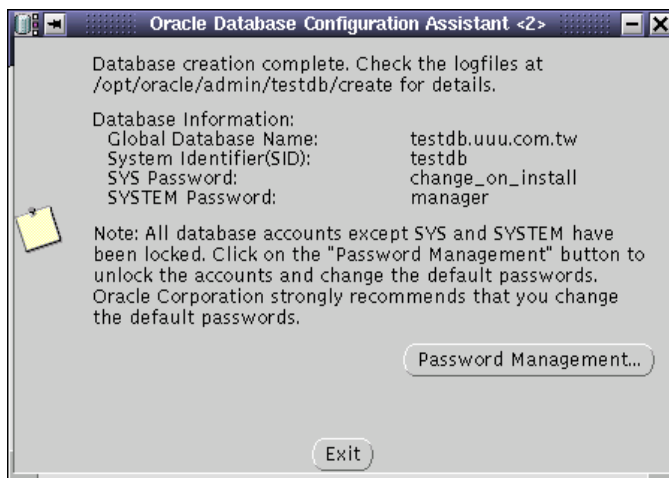 Oracle Database Configuration Assistant <2>
Database creation complete. Check the logfiles at
/opt/oracle/admin/testdb/create for details.
Database Information:
Global Database Name: testdb.uuu.com.tw
System Identifier(SID): testdb
SYS Password: change_on_install
SYSTEM Password: manager
Note: All database accounts except SYS and SYSTEM have
been locked. Click on the "Password Management" button to
unlock the accounts and change the default passwords.
Oracle Corporation strongly recommends that you change
the default passwords.
Password Management...
Exit